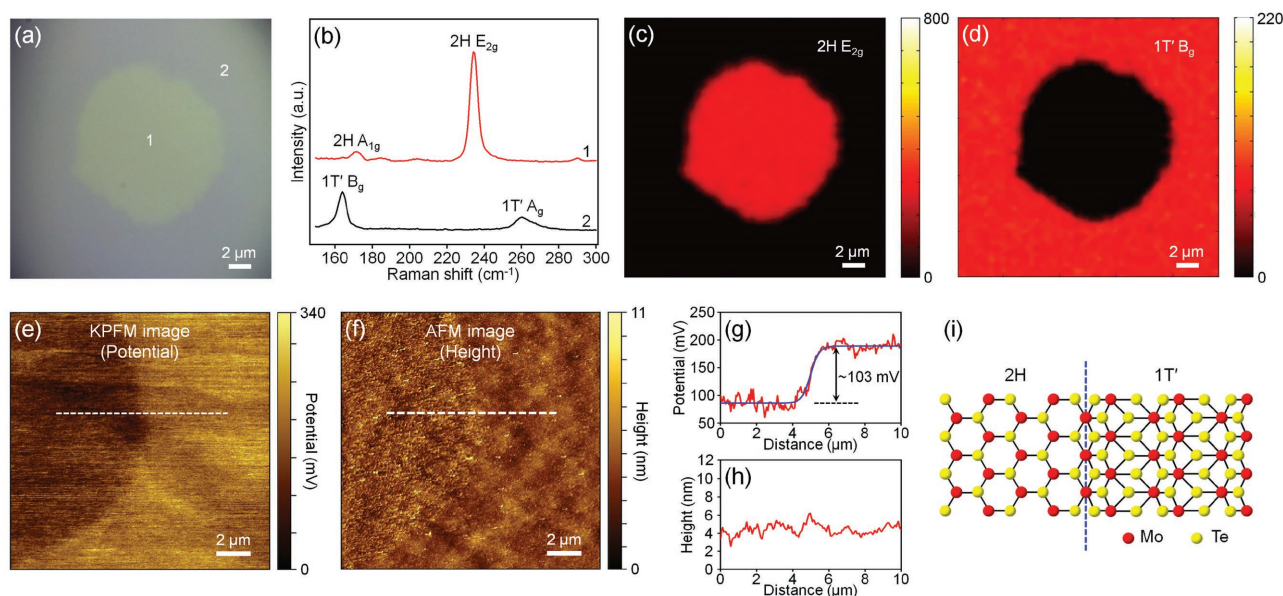 (a)
2
1
2 μm
(b)
2H E2g
2H A1g
1
1T′ Bg
1T′ Ag
2
Intensity (a.u.)
160 180 200 220 240 260 280 300
Raman shift (cm-1)
(c)
2H E2g
2 μm
800
0
(d)
1T′ Bg
2 μm
220
0
(e)
KPFM image
(Potential)
2 μm
340
Potential (mV)
0
(f)
AFM image
(Height)
2 μm
11
Height (nm)
0
(g)
250
200
150
100
50
Potential (mV)
~103 mV
0 2 4 6 8 10
Distance (μm)
(h)
12
10
8
6
4
2
0
Height (nm)
0 2 4 6 8 10
Distance (μm)
(i)
2H 1T′
Mo Te